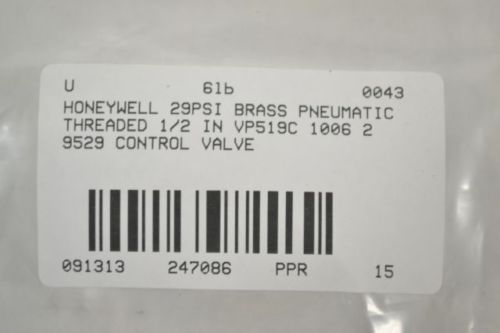 U 6lb 0043
HONEYWELL 29PSI BRASS PNEUMATIC
THREADED 1/2 IN VP519C 1006 2
9529 CONTROL VALVE
091313 247086 PPR 15